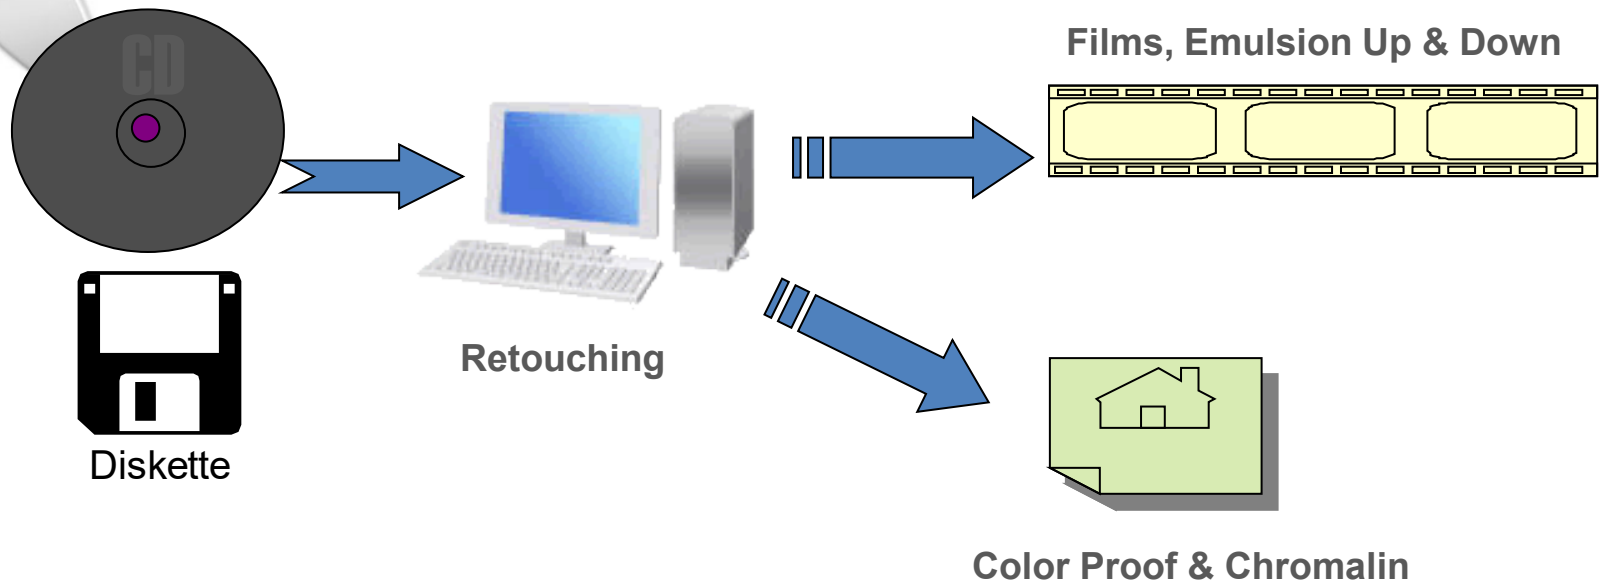 CD
Films, Emulsion Up & Down
Retouching
Diskette
Color Proof & Chromalin